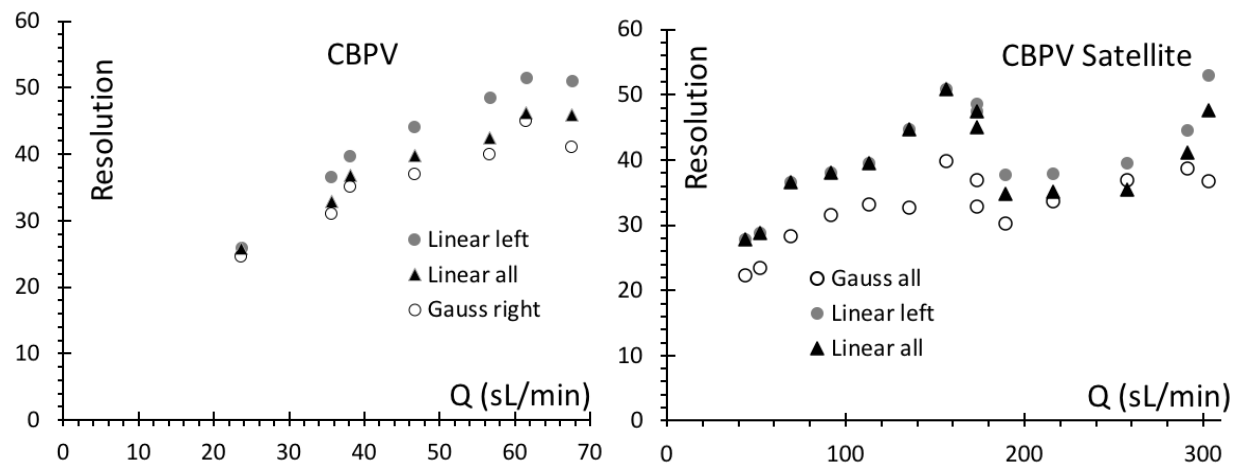 60
50
40
30
20
10
0
Resolution
CBPV
Linear left
Linear all
Gauss right
Q (sL/min)
0 10 20 30 40 50 60 70
60
50
40
30
20
10
0
Resolution
CBPV Satellite
Gauss all
Linear left
Linear all
Q (sL/min)
0 100 200 300